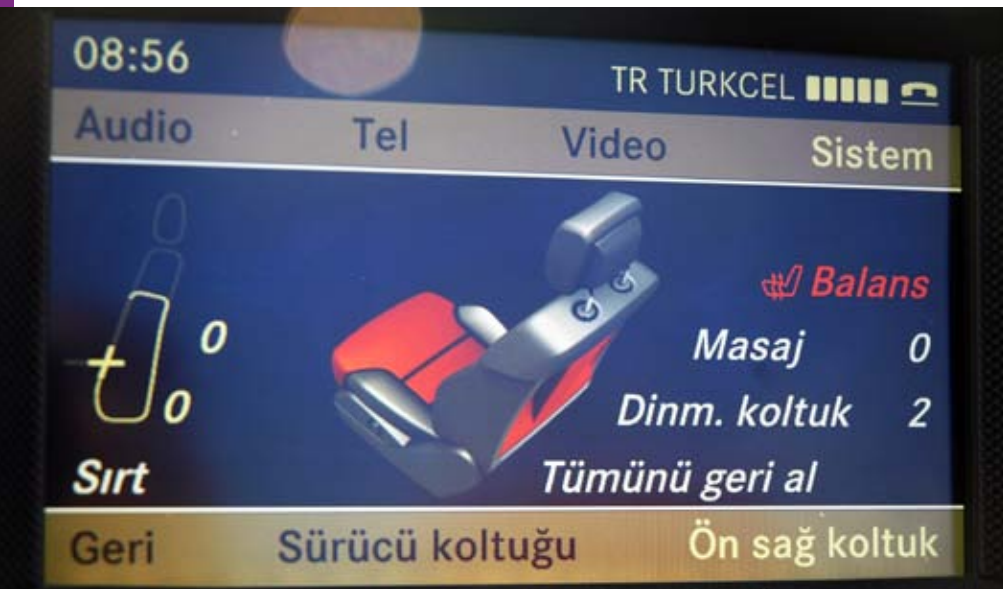 08:56
TR TURKCEL
Audio Tel Video Sistem
Balans
0
Masaj 0
0
Dinm. koltuk 2
Sırt
Tümünü geri al
Geri Sürücü koltuğu Ön sağ koltuk